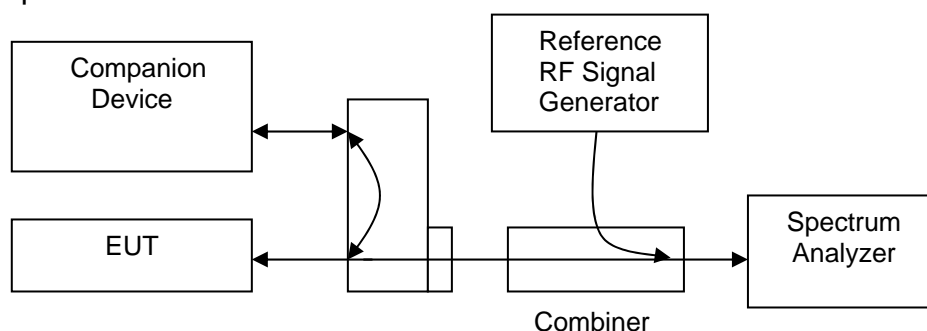 Companion
Device
Reference
RF Signal
Generator
EUT
Spectrum
Analyzer
Combiner